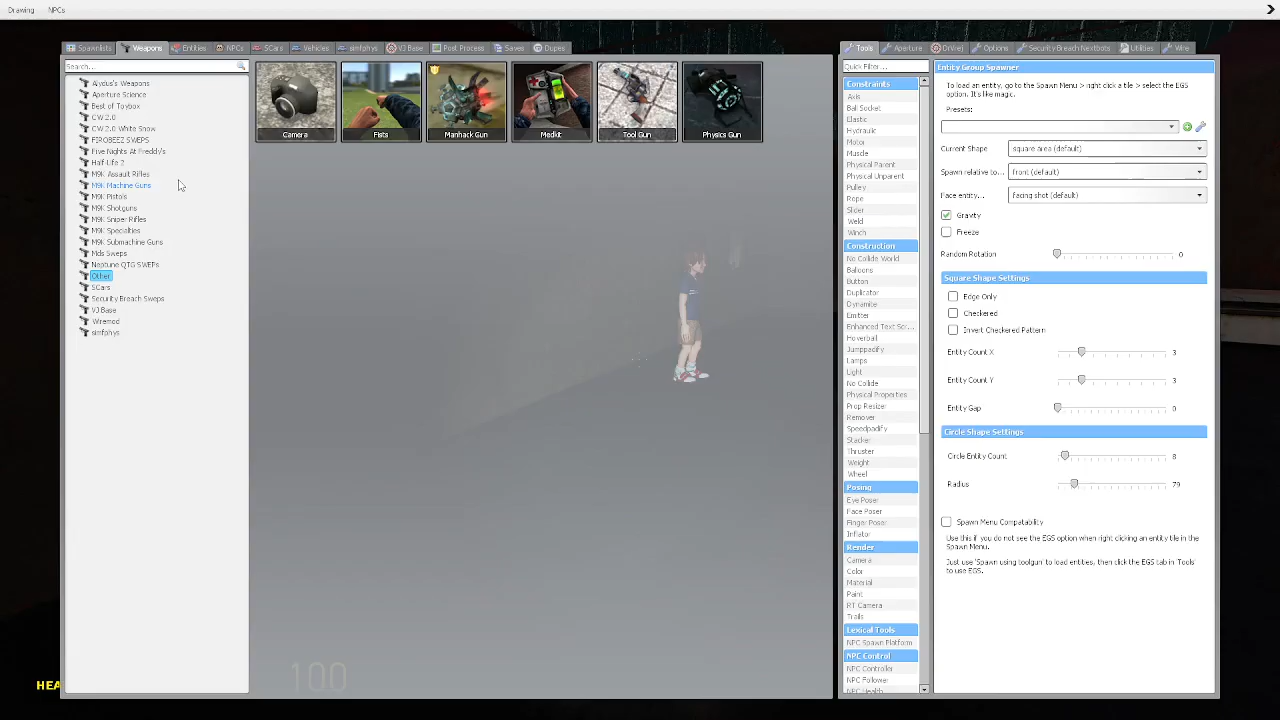 Drawing NPCs
Spawnlists Weapons Entities NPCs SCars Vehicles simfphys VJ Base Post Process Saves Dupes
Search...
Alydus's Weapons
Aperture Science
Best of Toybox
CW 2.0
CW 2.0 White Snow
FIROBEEZ SWEPS
Five Nights At Freddy's
Half-Life 2
M9K Assault Rifles
M9K Machine Guns
M9K Pistols
M9K Shotguns
M9K Sniper Rifles
M9K Specialties
M9K Submachine Guns
Mds Sweps
Neptune QTG SWEPs
Other
SCars
Security Breach Sweps
VJ Base
Wiremod
simfphys
Camera Fists Manhack Gun Medkit Tool Gun Physics Gun
100
HEA
Tools Aperture Options Security Breach Nextbots Utilities Wire
Quick Filter...
Constraints
Axis
Ball Socket
Elastic
Hydraulic
Motor
Muscle
Physical Parent
Physical Unparent
Pulley
Rope
Slider
Weld
Winch
Construction
No Collide World
Balloons
Button
Duplicator
Dynamite
Emitter
Enhanced Text Scr...
Hoverball
Jumppadify
Lamps
Light
No Collide
Physical Properties
Prop Resizer
Remover
Speedpadify
Stacker
Thruster
Weight
Wheel
Posing
Eye Poser
Face Poser
Finger Poser
Inflator
Render
Camera
Color
Material
Paint
RT Camera
Trails
Lexical Tools
NPC Spawn Platform
NPC Control
NPC Controller
NPC Follower
NPC Health
Entity Group Spawner
To load an entity, go to the Spawn Menu > right click a tile > select the EGS
option. It's like magic.
Presets:
Current Shape square area (default)
Spawn relative to... front (default)
Face entity... facing shot (default)
Gravity
Freeze
Random Rotation 0
Square Shape Settings
Edge Only
Checkered
Invert Checkered Pattern
Entity Count X 3
Entity Count Y 3
Entity Gap 0
Circle Shape Settings
Circle Entity Count 8
Radius 79
Spawn Menu Compatability
Use this if you do not see the EGS option when right clicking an entity tile in the
Spawn Menu.
Just use 'Spawn using toolgun' to load entities, then click the EGS tab in 'Tools'
to use EGS.